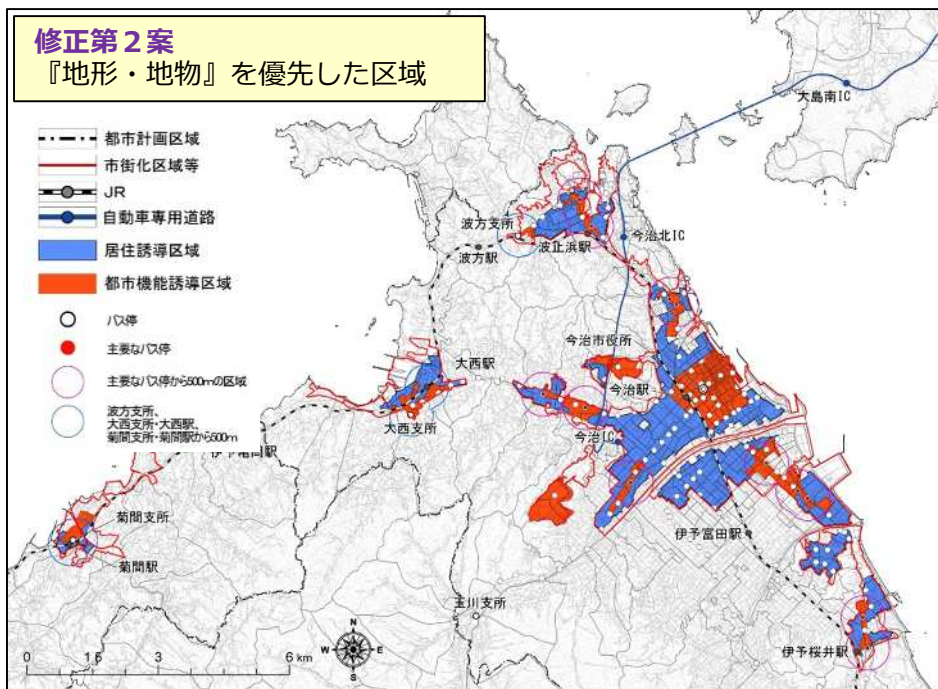 修正第2案
『地形・地物』を優先した区域
都市計画区域
市街化区域等
JR
自動車専用道路
居住誘導区域
都市機能誘導区域
バス停
主要なバス停
主要なバス停から500mの区域
波方支所、
大西支所・大西駅、
菊間支所・菊間駅から500m
大島南IC
波方支所
波方駅
波止浜駅
今治北IC
今治市役所
大西駅
今治駅
大西支所
今治IC
伊予亀岡駅
菊間支所
伊予富田駅
菊間駅
玉川支所
伊予桜井駅
N
W
E
S
0 1.5 3 6 km